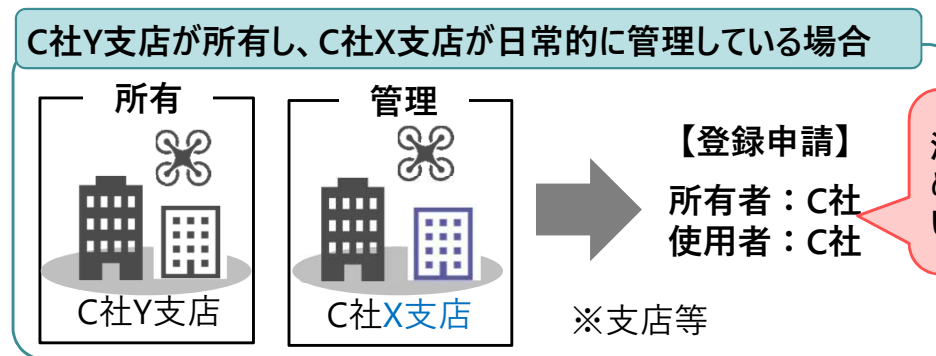 C社Y支店が所有し、C社X支店が日常的に管理している場合
所有
管理
C社Y支店
C社X支店
【登録申請】
所有者：C社
使用者：C社
※支店等